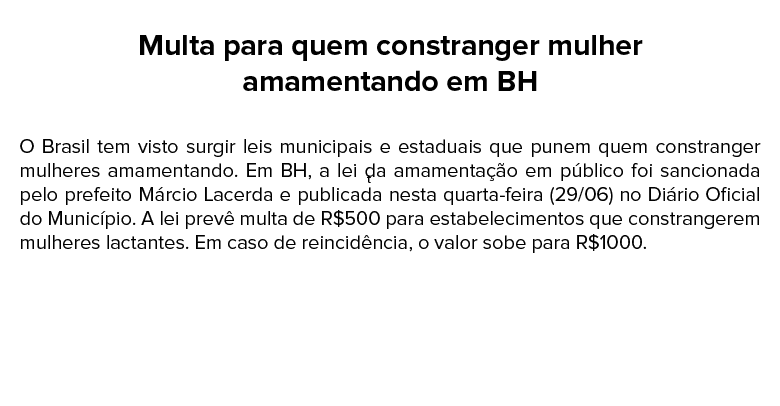 Multa para quem constranger mulher
amamentando em BH
O Brasil tem visto surgir leis municipais e estaduais que punem quem constranger
mulheres amamentando. Em BH, a lei da amamentação em público foi sancionada
pelo prefeito Márcio Lacerda e publicada nesta quarta-feira (29/06) no Diário Oficial
do Município. A lei prevê multa de R$500 para estabelecimentos que constrangerem
mulheres lactantes. Em caso de reincidência, o valor sobe para R$1000.